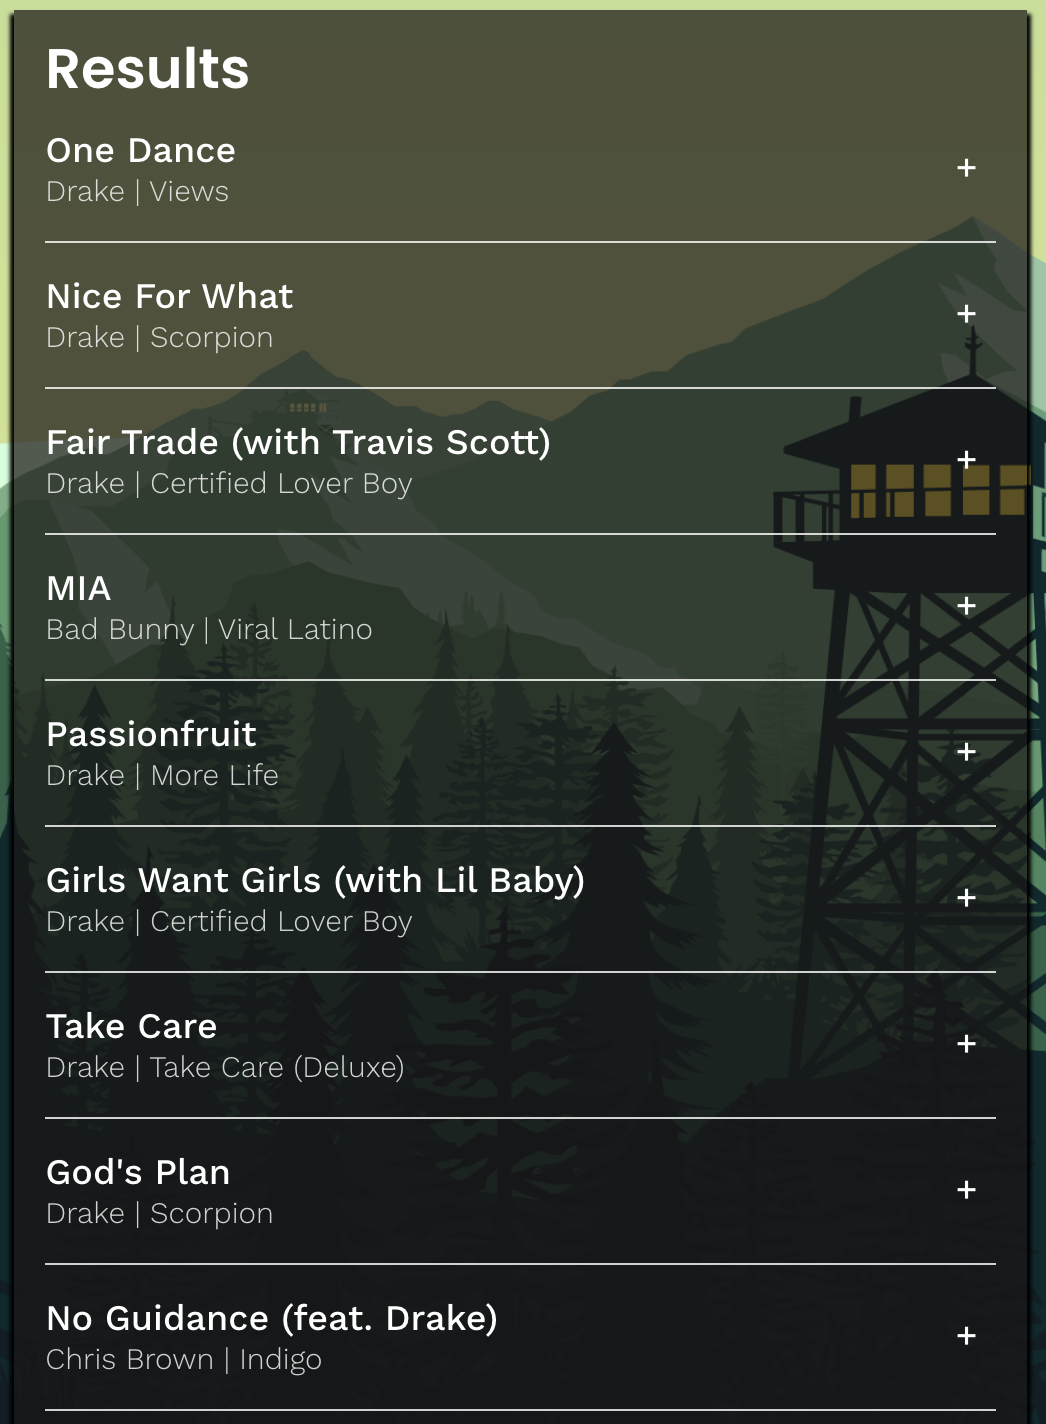 Results
One Dance
Drake | Views
+
Nice For What
Drake | Scorpion
+
Fair Trade (with Travis Scott)
Drake | Certified Lover Boy
+
MIA
Bad Bunny | Viral Latino
+
Passionfruit
Drake | More Life
+
Girls Want Girls (with Lil Baby)
Drake | Certified Lover Boy
+
Take Care
Drake | Take Care (Deluxe)
+
God's Plan
Drake | Scorpion
+
No Guidance (feat. Drake)
Chris Brown | Indigo
+